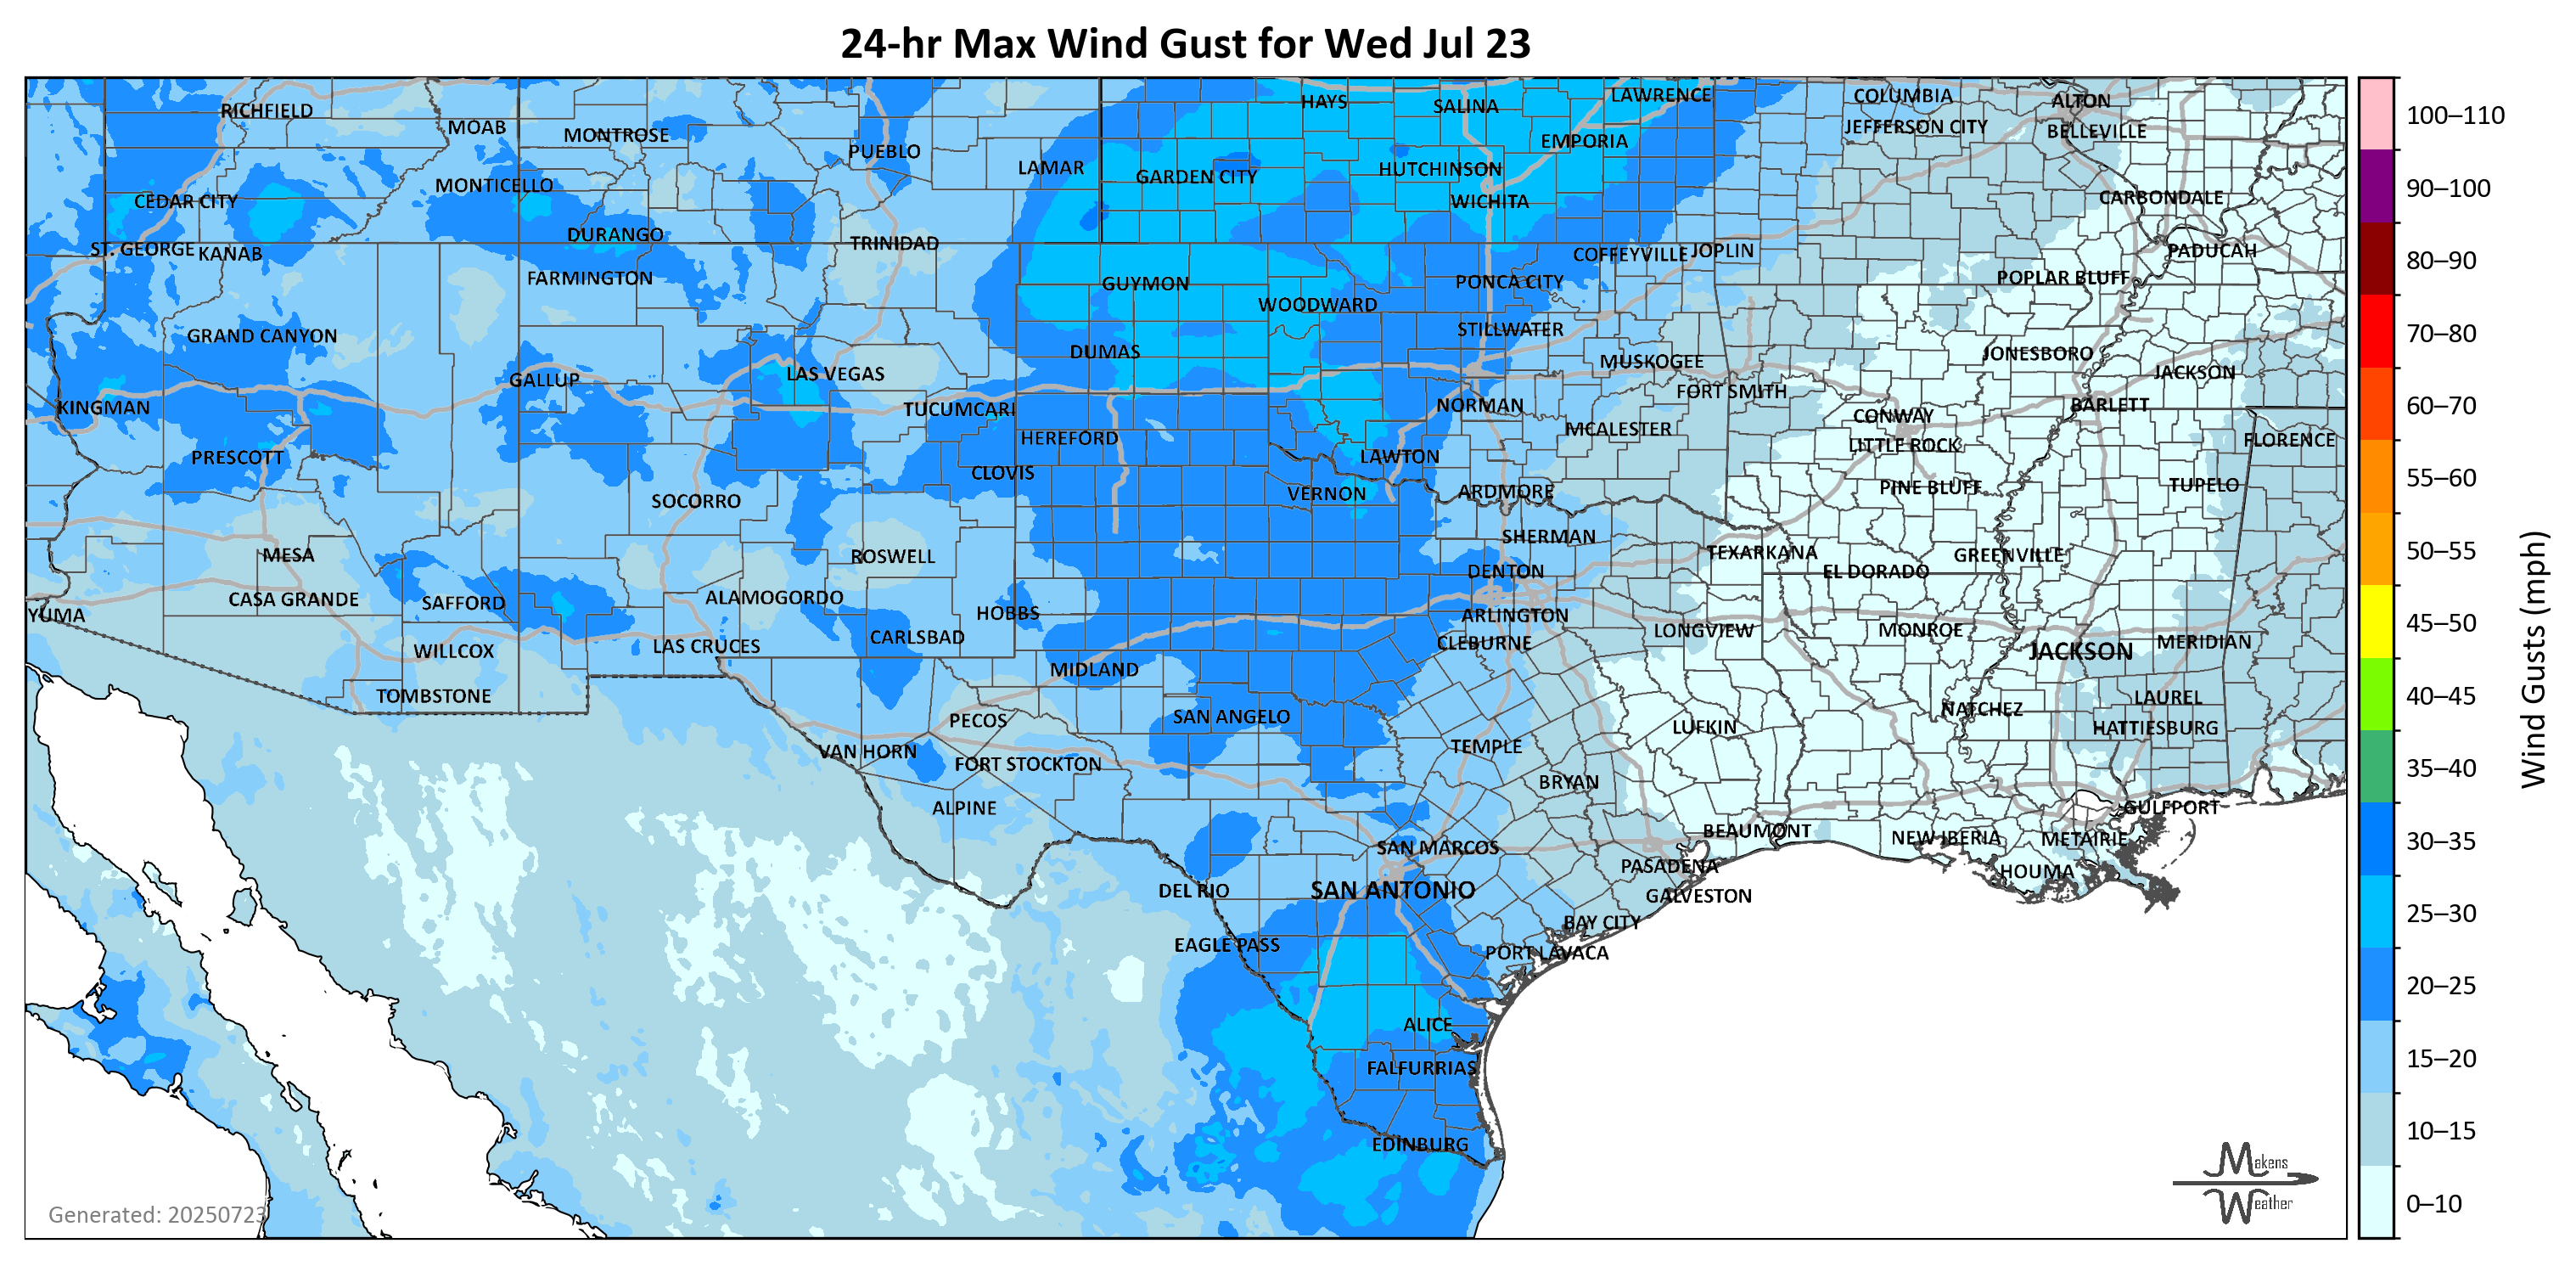 24-hr Max Wind Gust for Wed Jul 23
RICHFIELD
MOAB
MONTROSE
PUEBLO
LAMAR
HAYS
SALINA
LAWRENCE
COLUMBIA
ALTON
JEFFERSON CITY
BELLEVILLE
EMPORIA
GARDEN CITY
HUTCHINSON
MONTICELLO
CEDAR CITY
WICHITA
CARBONDALE
ST. GEORGE
KANAB
DURANGO
TRINIDAD
COFFEYVILLE
JOPLIN
PADUCAH
FARMINGTON
GUYMON
PONCA CITY
POPLAR BLUFF
WOODWARD
GRAND CANYON
STILLWATER
DUMAS
MUSKOGEE
JONESBORO
GALLUP
LAS VEGAS
JACKSON
FORT SMITH
KINGMAN
TUCUMCARI
NORMAN
CONWAY
BARLETT
HEREFORD
MCALESTER
LITTLE ROCK
FLORENCE
PRESCOTT
CLOVIS
LAWTON
SOCORRO
VERNON
ARDMORE
PINE BLUFF
TUPELO
MESA
ROSWELL
SHERMAN
TEXARKANA
GREENVILLE
DENTON
EL DORADO
CASA GRANDE
SAFFORD
ALAMOGORDO
HOBBS
ARLINGTON
YUMA
WILLCOX
LAS CRUCES
CARLSBAD
CLEBURNE
LONGVIEW
MONROE
JACKSON
MERIDIAN
MIDLAND
TOMBSTONE
PECOS
SAN ANGELO
LUFKIN
NATCHEZ
LAUREL
HATTIESBURG
VAN HORN
FORT STOCKTON
TEMPLE
BRYAN
ALPINE
GULFPORT
BEAUMONT
NEW IBERIA
METAIRIE
SAN MARCOS
PASADENA
HOUMA
DEL RIO
SAN ANTONIO
GALVESTON
BAY CITY
EAGLE PASS
PORT LAVACA
ALICE
FALFURRIAS
EDINBURG
Generated: 20250723
Makens
Weather
100–110
90–100
80–90
70–80
60–70
55–60
50–55
45–50
40–45
35–40
30–35
25–30
20–25
15–20
10–15
0–10
Wind Gusts (mph)